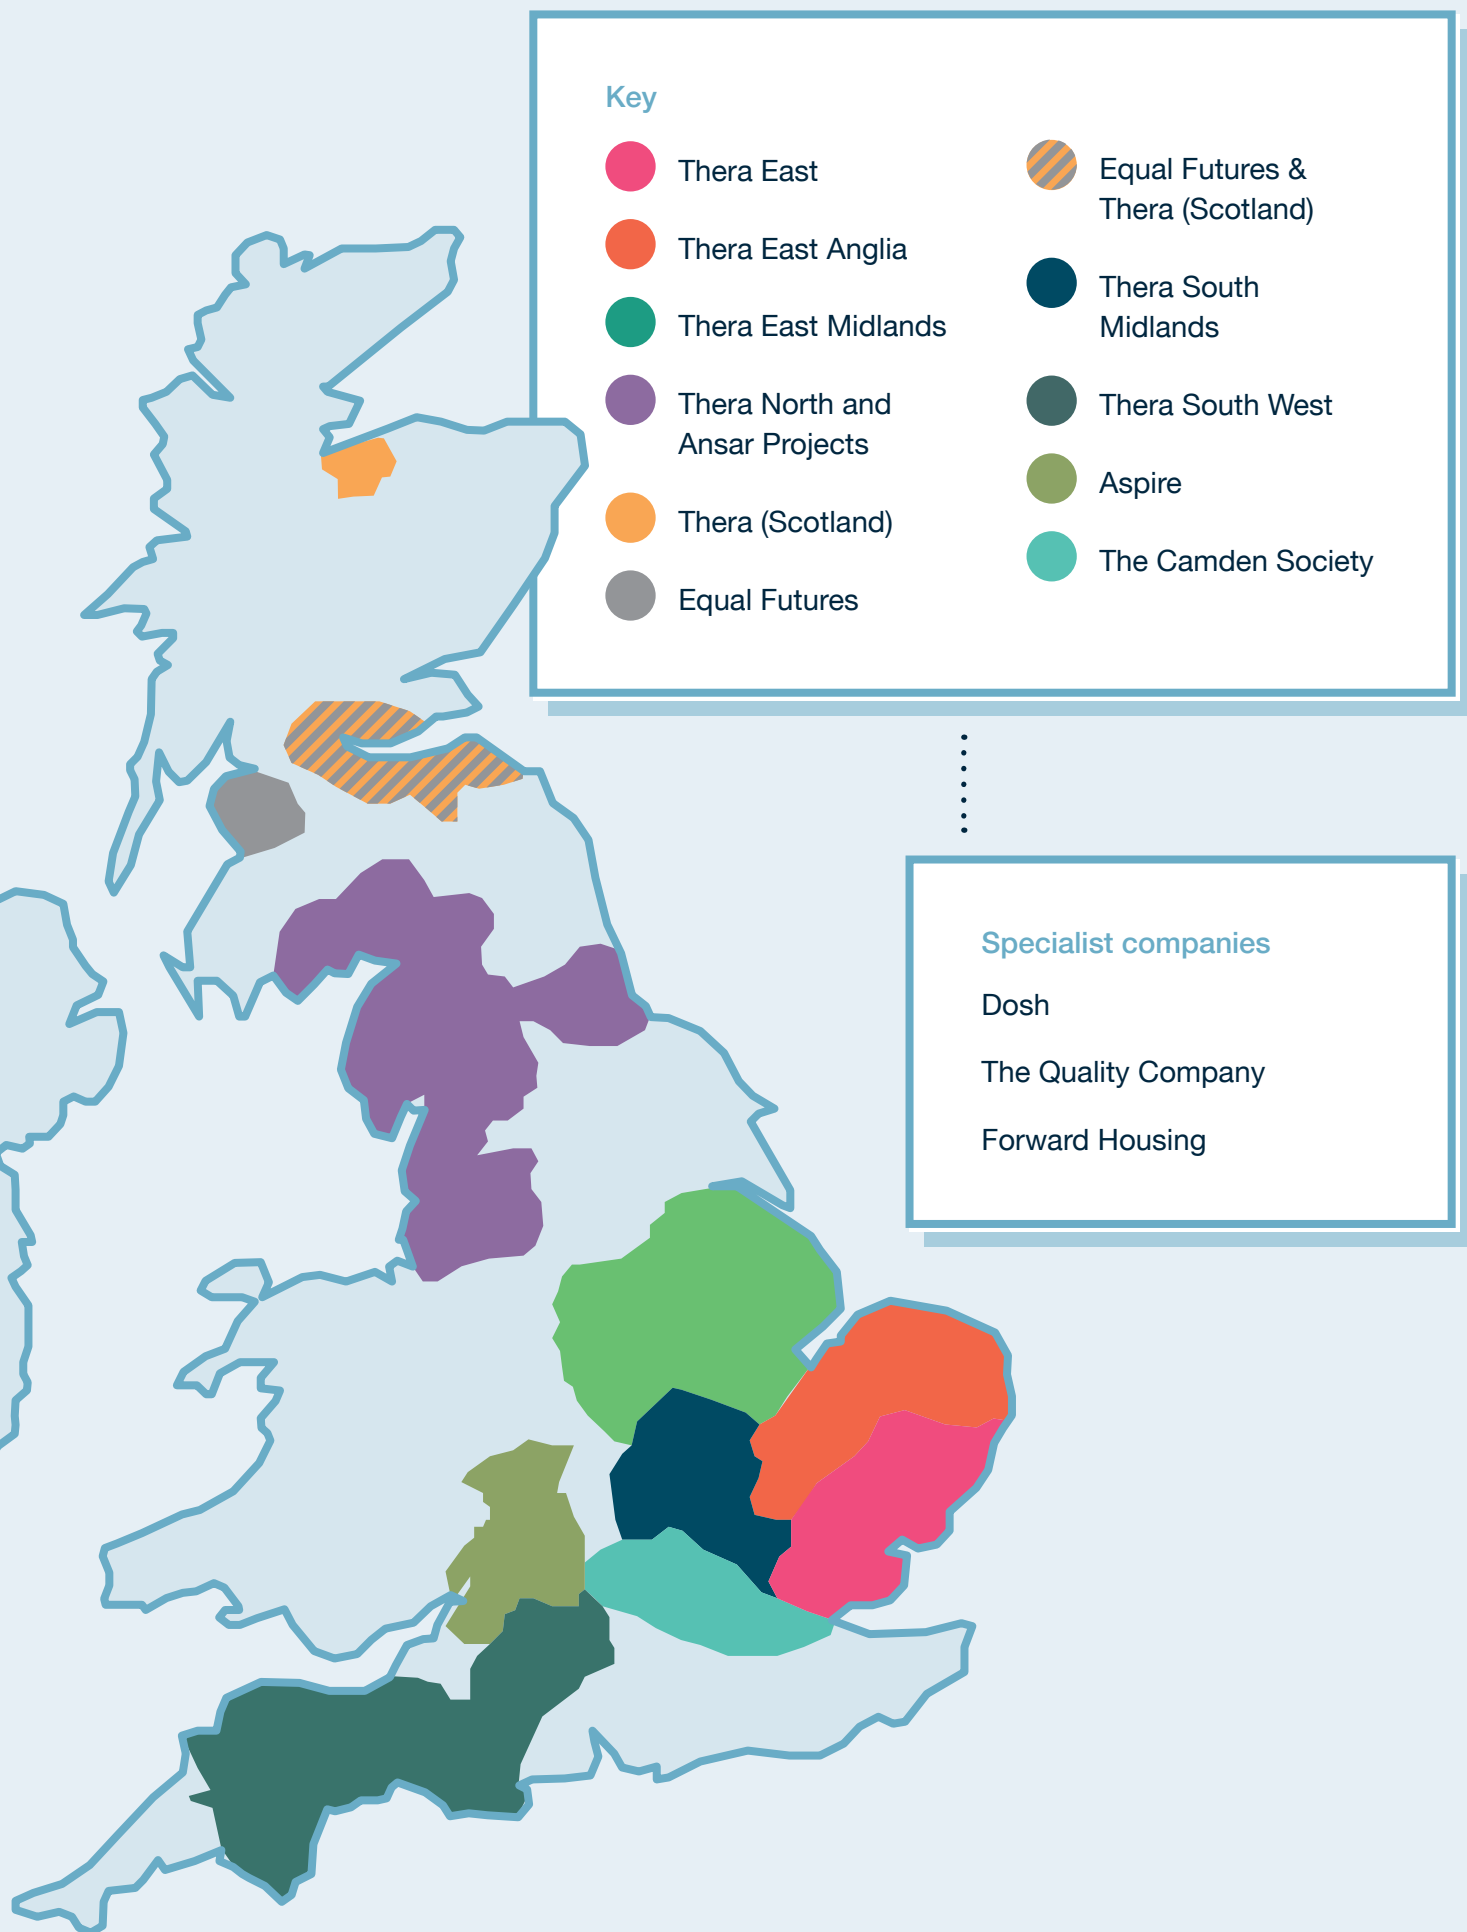 Key
Thera East
Thera East Anglia
Thera East Midlands
Thera North and
Ansar Projects
Thera (Scotland)
Equal Futures
Equal Futures &
Thera (Scotland)
Thera South
Midlands
Thera South West
Aspire
The Camden Society
Specialist companies
Dosh
The Quality Company
Forward Housing